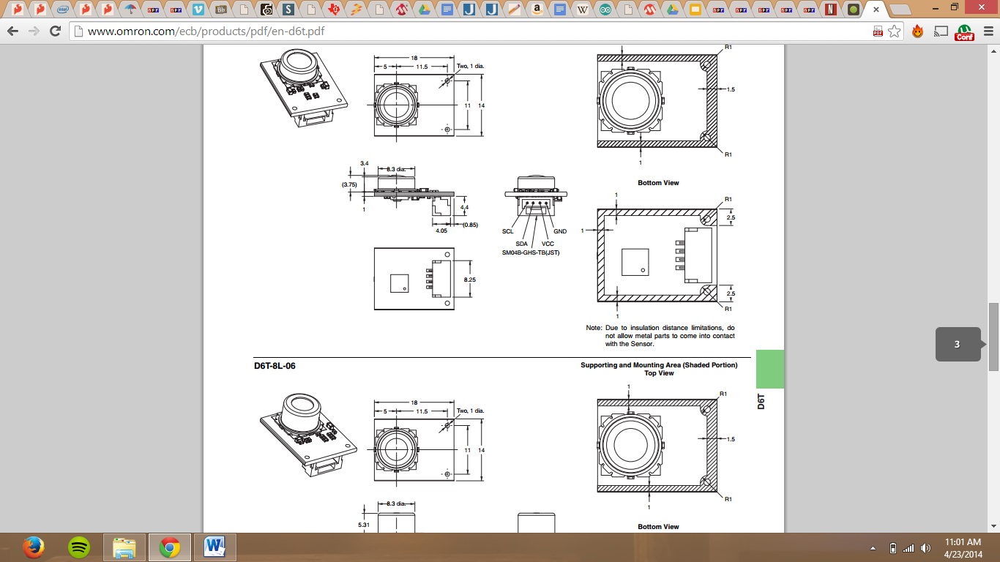 www.omron.com/ecb/products/pdf/en-d6t.pdf
Conf
18
5
11.5
Two, 1 dia.
11
14
R1
1.5
R1
1
3.4
8.3 dia.
(3.75)
1
4.4
(0.85)
4.05
SCL
GND
SDA
VCC
SM04B-GHS-TB(JST)
8.25
Bottom View
1
R1
2.5
1
2.5
R1
1
Note: Due to insulation distance limitations, do
not allow metal parts to come into contact
with the Sensor.
3
D6T-8L-06
Supporting and Mounting Area (Shaded Portion)
Top View
D6T
18
5
11.5
Two, 1 dia.
11
14
1
R1
1.5
R1
1
8.3 dia.
5.31
Bottom View
11:01 AM
4/23/2014